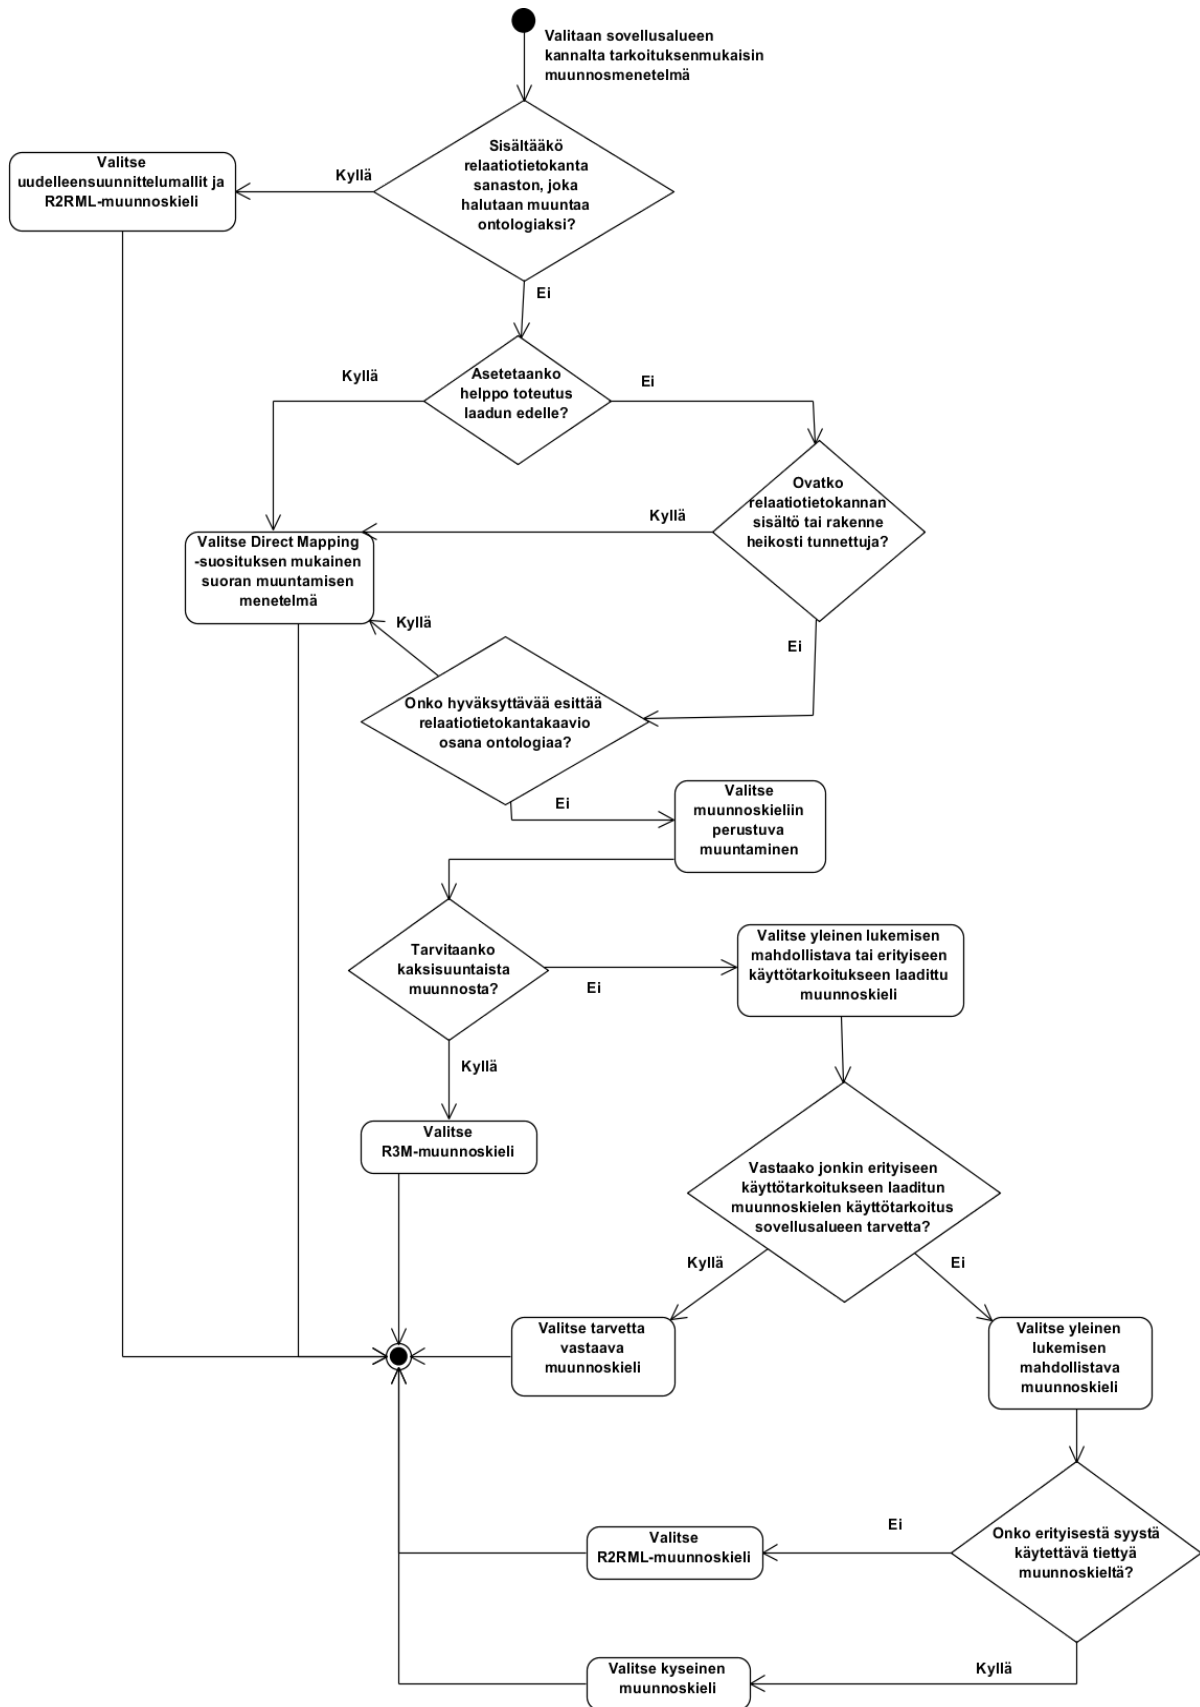 Valitaan sovellusalueen
kannalta tarkoituksenmukaisin
muunnosmenetelmä
Sisältääkö
relaatiotietokanta
sanaston, joka
halutaan muuntaa
ontologiaksi?
Kyllä
Valitse
uudelleensuunnittelumallit ja
R2RML-muunnoskieli
Ei
Asetetaanko
helppo toteutus
laadun edelle?
Kyllä
Ei
Ovatko
relaatiotietokannan
sisältö tai rakenne
heikosti tunnettuja?
Kyllä
Valitse Direct Mapping
-suosituksen mukainen
suoran muuntamisen
menetelmä
Kyllä
Ei
Onko hyväksyttävää esittää
relaatiotietokantakaavio
osana ontologiaa?
Ei
Valitse
muunnoskieliin
perustuva
muuntaminen
Tarvitaanko
kaksisuuntaista
muunnosta?
Ei
Valitse yleinen lukemisen
mahdollistava tai erityiseen
käyttötarkoitukseen laadittu
muunnoskieli
Kyllä
Valitse
R3M-muunnoskieli
Vastaako jonkin erityiseen
käyttötarkoitukseen laaditun
muunnoskielen käyttötarkoitus
sovellusalueen tarvetta?
Kyllä
Ei
Valitse tarvetta
vastaava
muunnoskieli
Valitse yleinen
lukemisen
mahdollistava
muunnoskieli
Onko erityisestä syystä
käytettävä tiettyä
muunnoskieltä?
Ei
Valitse
R2RML-muunnoskieli
Kyllä
Valitse kyseinen
muunnoskieli